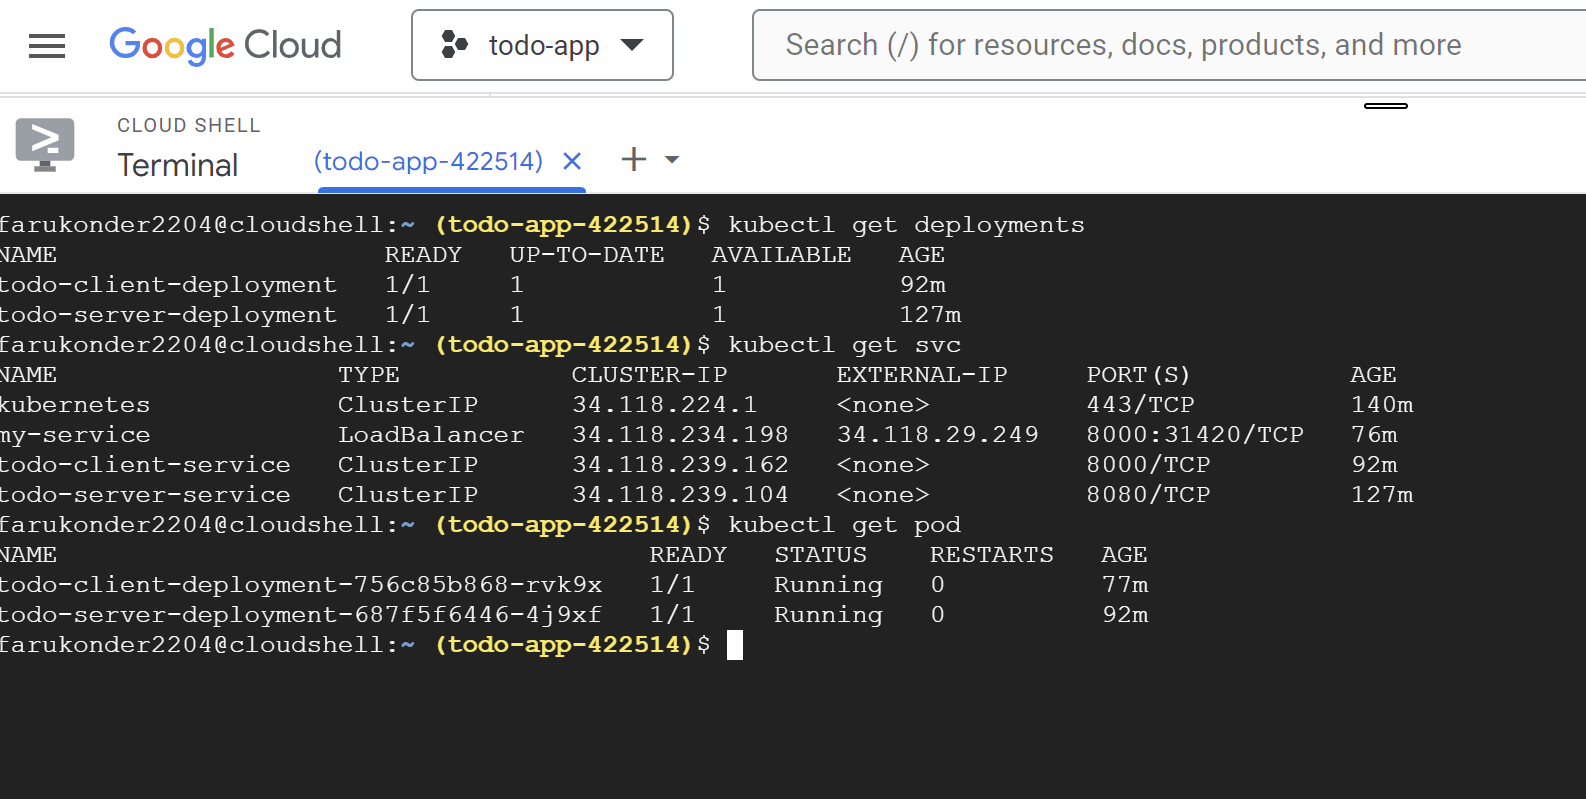 Google Cloud
todo-app
Search (/) for resources, docs, products, and more
CLOUD SHELL
Terminal
(todo-app-422514)
farukonder2204@cloudshell:~ (todo-app-422514)$ kubectl get deployments
NAME READY UP-TO-DATE AVAILABLE AGE
todo-client-deployment 1/1 1 1 92m
todo-server-deployment 1/1 1 1 127m
farukonder2204@cloudshell:~ (todo-app-422514)$ kubectl get svc
NAME TYPE CLUSTER-IP EXTERNAL-IP PORT(S) AGE
kubernetes ClusterIP 34.118.224.1 <none> 443/TCP 140m
my-service LoadBalancer 34.118.234.198 34.118.29.249 8000:31420/TCP 76m
todo-client-service ClusterIP 34.118.239.162 <none> 8000/TCP 92m
todo-server-service ClusterIP 34.118.239.104 <none> 8080/TCP 127m
farukonder2204@cloudshell:~ (todo-app-422514)$ kubectl get pod
NAME READY STATUS RESTARTS AGE
todo-client-deployment-756c85b868-rvk9x 1/1 Running 0 77m
todo-server-deployment-687f5f6446-4j9xf 1/1 Running 0 92m
farukonder2204@cloudshell:~ (todo-app-422514)$